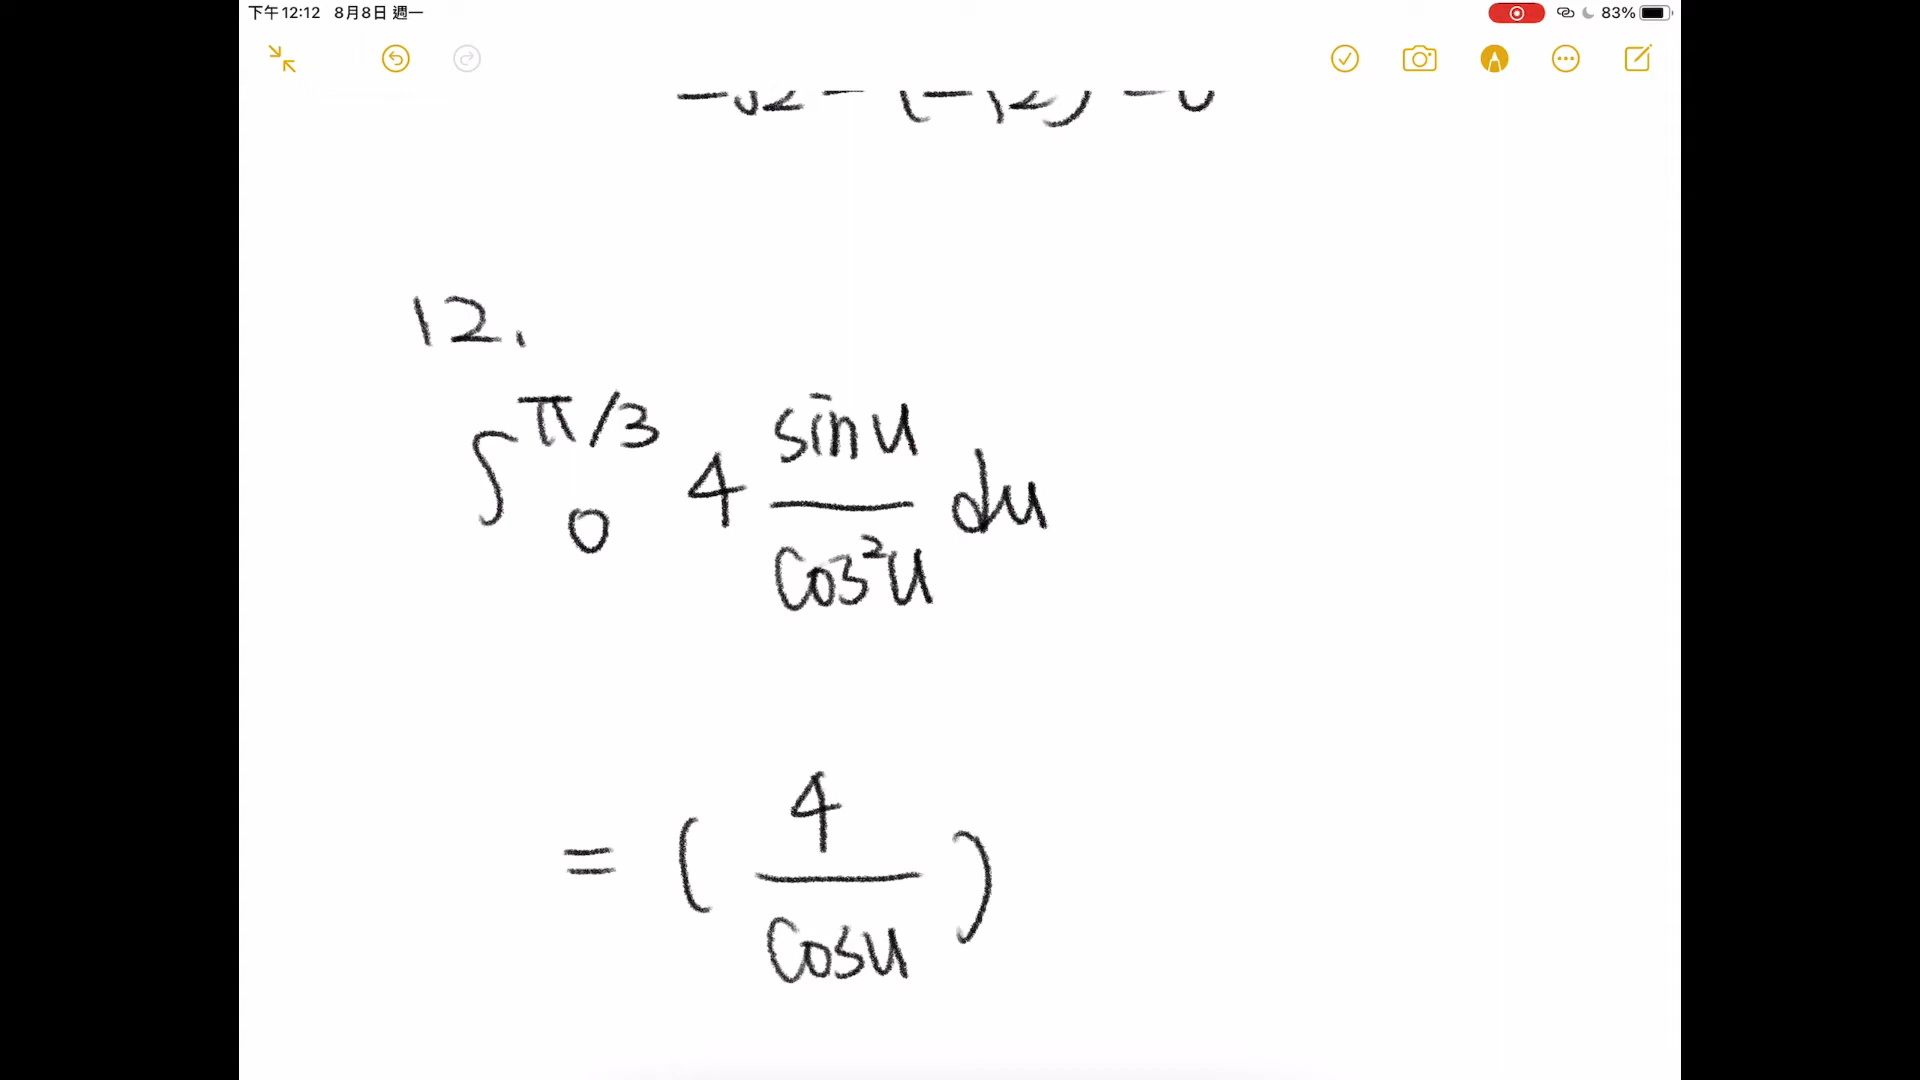 下午12:12 8月8日 週一 83%
12.
∫₀^π/3 4 sin u / cos²u du
= ( 4 / cos u )